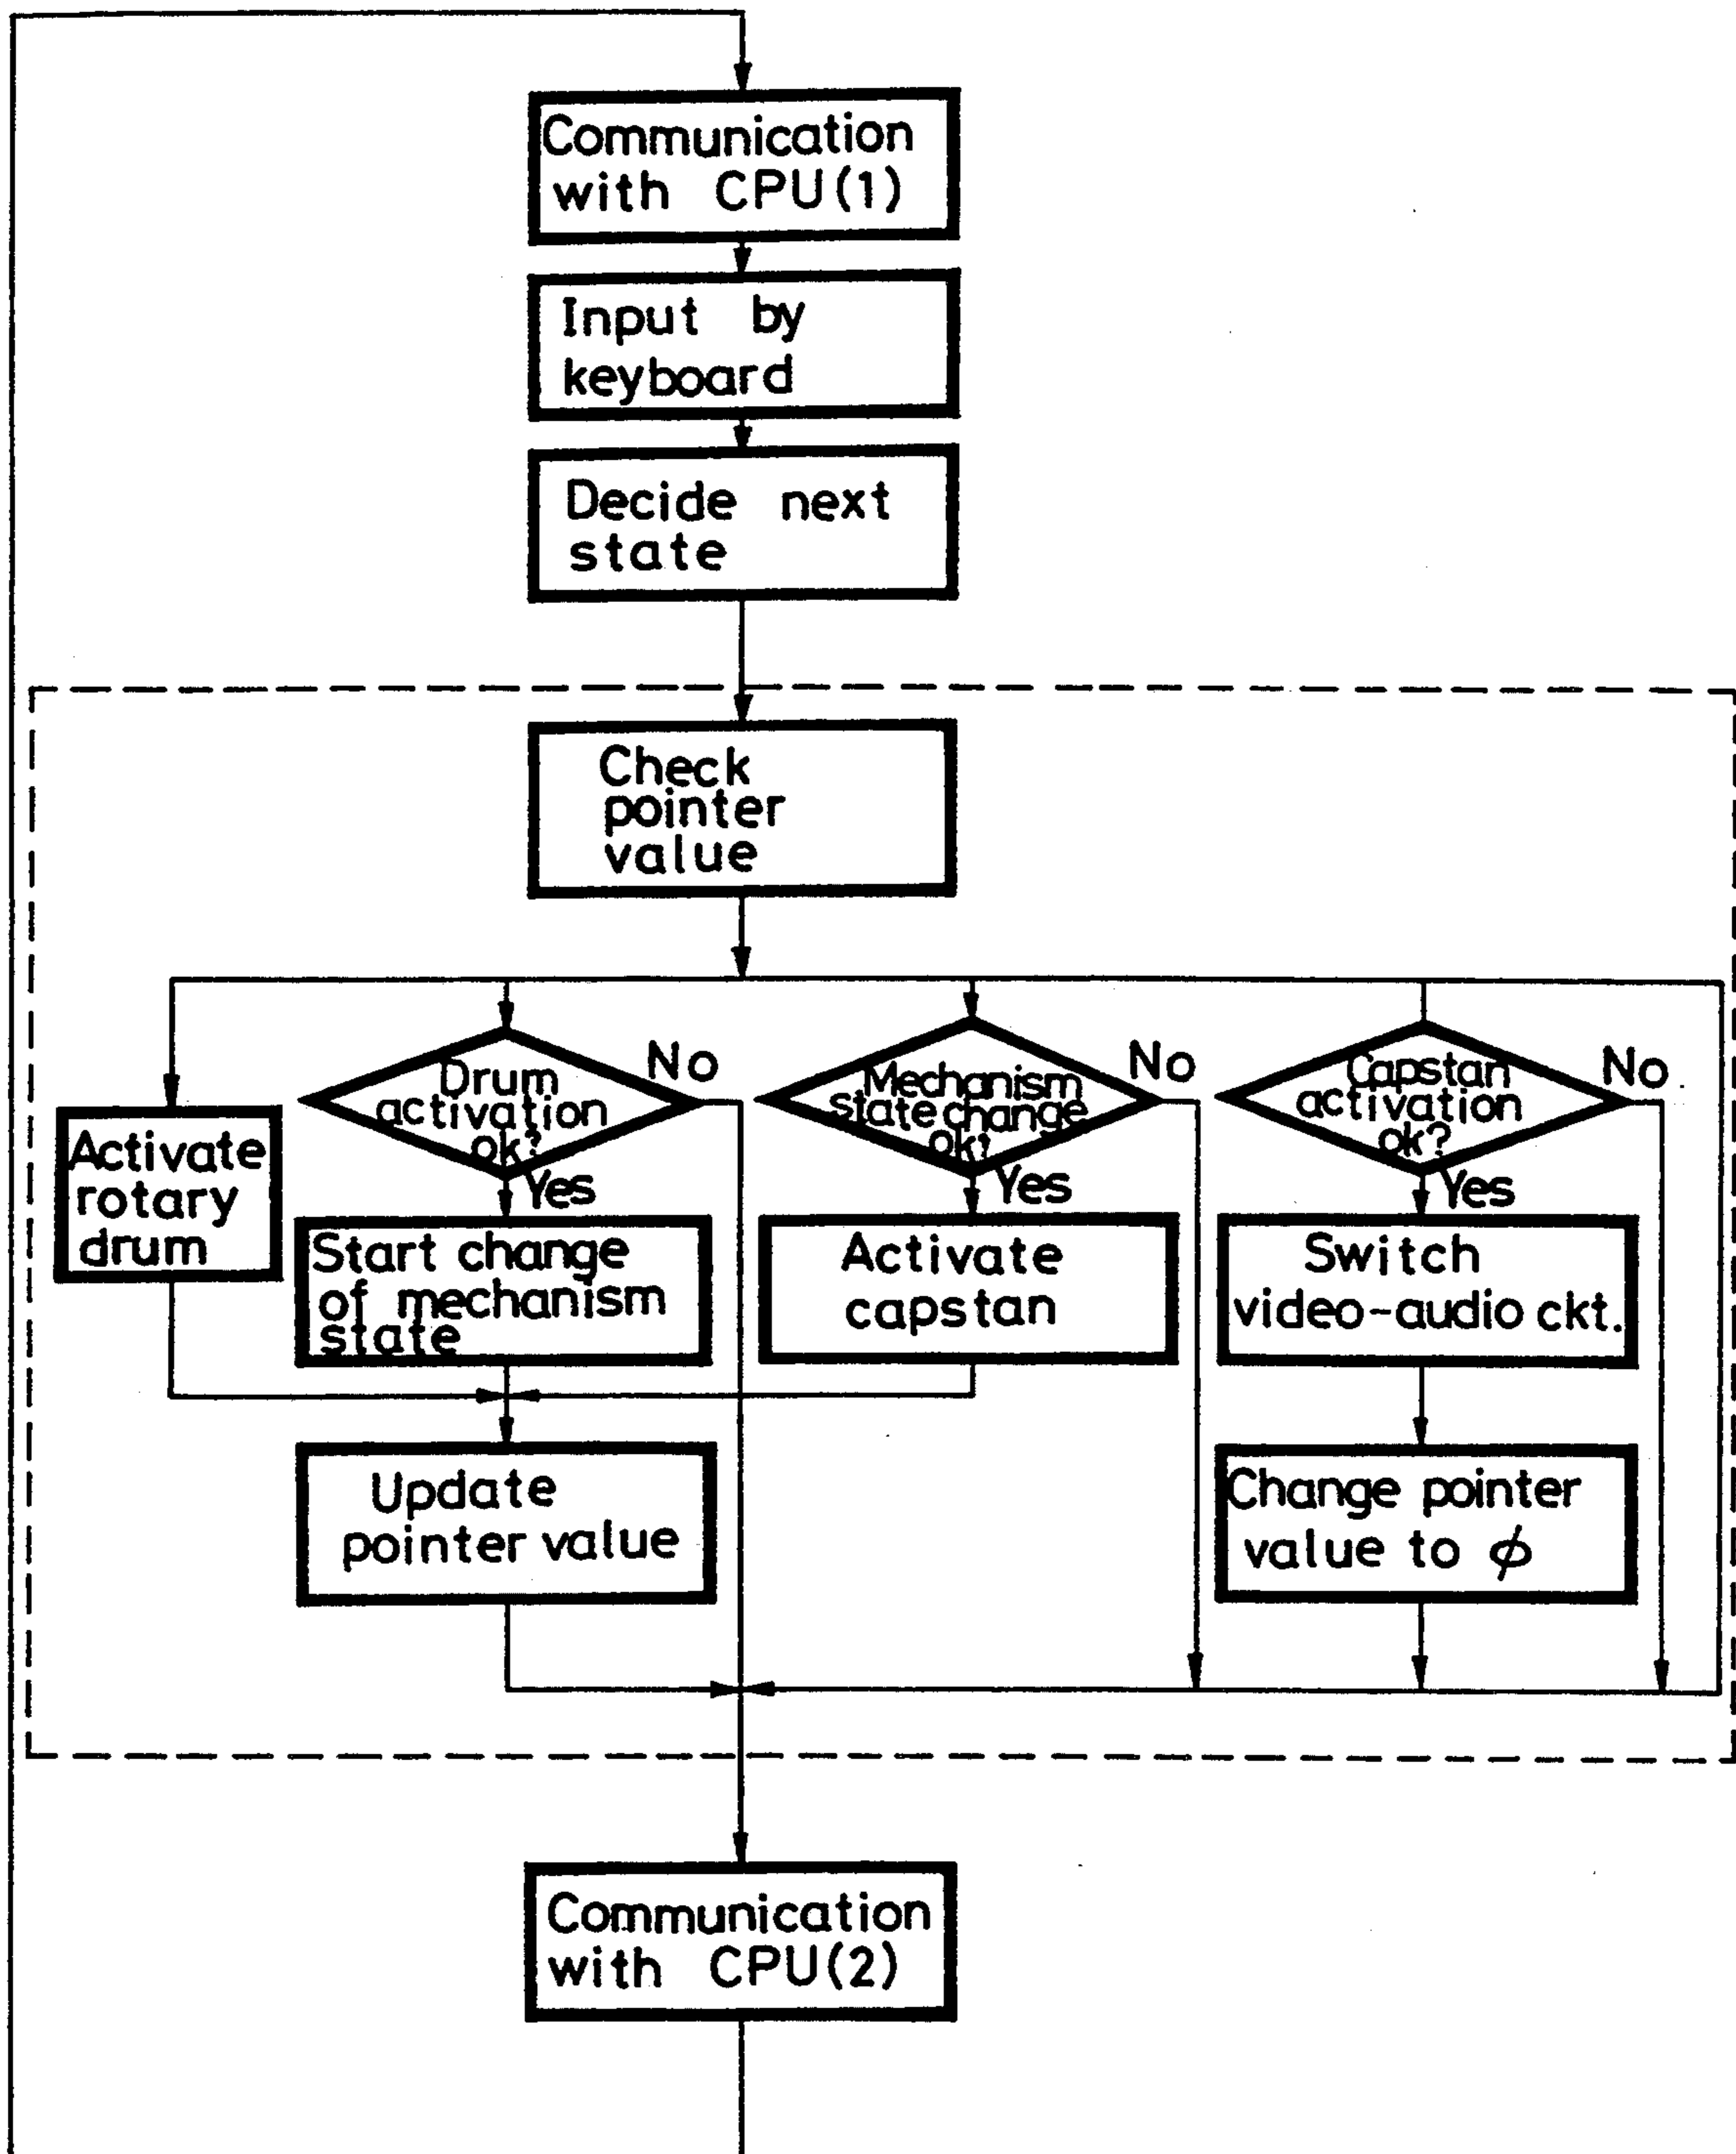 Communication
with CPU(1)
Input by
keyboard
Decide next
state
Check
pointer
value
Activate
rotary
drum
Drum
activation
ok?
No
Yes
Start change
of mechanism
state
Mechanism
state change
ok?
No
Yes
Activate
capstan
Capstan
activation
ok?
No
Yes
Switch
video-audio ckt.
Update
pointer value
Change pointer
value to ϕ
Communication
with CPU(2)